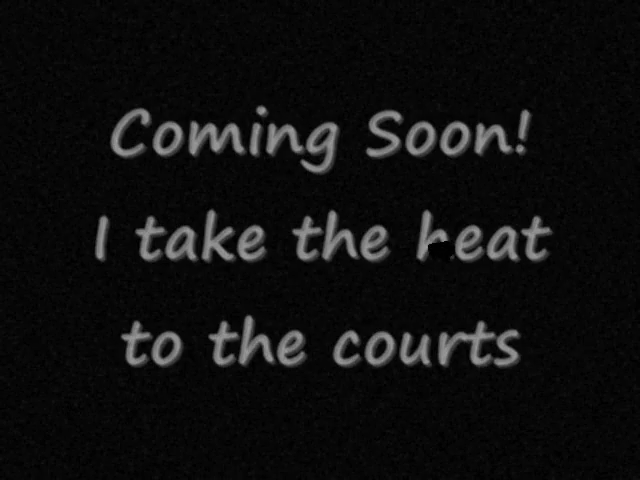 Coming Soon!
I take the heat
to the courts